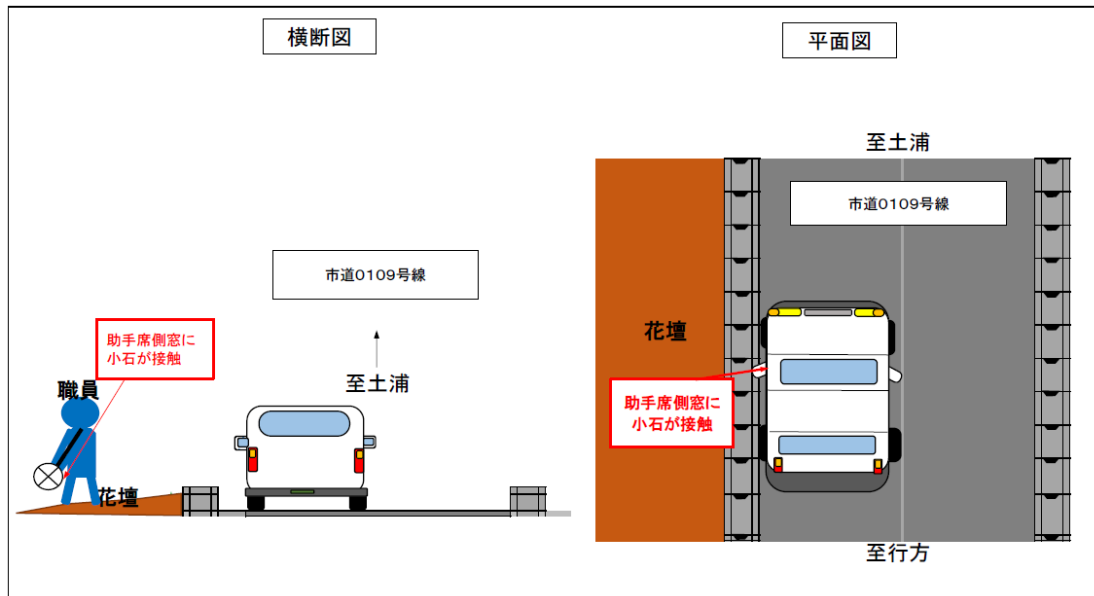 横断図
市道0109号線
助手席側窓に
小石が接触
職員
至土浦
花壇
平面図
至土浦
市道0109号線
花壇
助手席側窓に
小石が接触
至行方